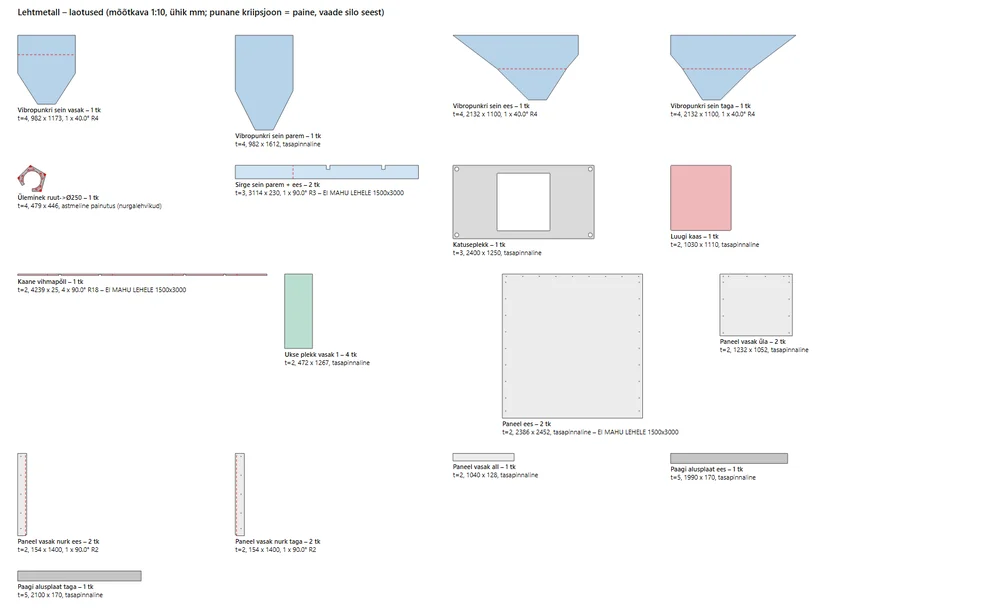 Lehtmetall – laotused (mõõtkava 1:10, ühik mm; punane kriipsjoon = paine, vaade silo seest)
Vibropunkri sein vasak – 1 tk
t=4, 982 x 1173, 1 x 40.0° R4
Vibropunkri sein parem – 1 tk
t=4, 982 x 1612, tasapinnaline
Vibropunkri sein ees – 1 tk
t=4, 2132 x 1100, 1 x 40.0° R4
Vibropunkri sein taga – 1 tk
t=4, 2132 x 1100, 1 x 40.0° R4
Üleminek ruut->Ø250 – 1 tk
t=4, 479 x 446, astmeline painutus (nurgalehvikud)
Sirge sein parem + ees – 2 tk
t=3, 3114 x 230, 1 x 90.0° R3 – EI MAHU LEHELE 1500x3000
Katuseplekk – 1 tk
t=3, 2400 x 1250, tasapinnaline
Luugi kaas – 1 tk
t=2, 1030 x 1110, tasapinnaline
Kaane vihmapõll – 1 tk
t=2, 4239 x 25, 4 x 90.0° R18 – EI MAHU LEHELE 1500x3000
Ukse plekk vasak 1 – 4 tk
t=2, 472 x 1267, tasapinnaline
Paneel ees – 2 tk
t=2, 2386 x 2452, tasapinnaline – EI MAHU LEHELE 1500x3000
Paneel vasak üla – 2 tk
t=2, 1232 x 1052, tasapinnaline
Paneel vasak nurk ees – 2 tk
t=2, 154 x 1400, 1 x 90.0° R2
Paneel vasak nurk taga – 2 tk
t=2, 154 x 1400, 1 x 90.0° R2
Paneel vasak all – 1 tk
t=2, 1040 x 128, tasapinnaline
Paagi alusplaat ees – 1 tk
t=5, 1990 x 170, tasapinnaline
Paagi alusplaat taga – 1 tk
t=5, 2100 x 170, tasapinnaline